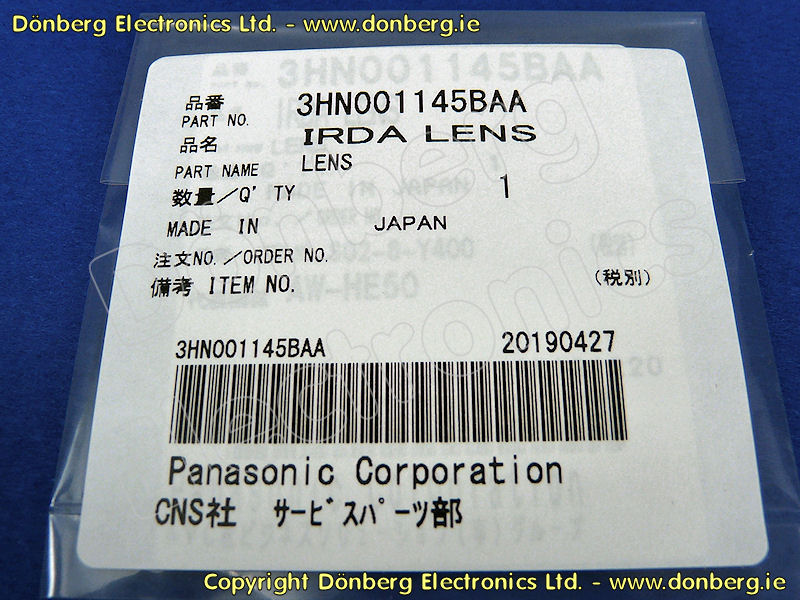 Dönberg Electronics Ltd. - www.donberg.ie
3HN001145BAA
品番
PART NO. 3HN001145BAA
品名 IRDA LENS
PART NAME LENS
数量/Q'TY 1
MADE IN JAPAN
注文NO./ORDER NO.
備考 ITEM NO. (税別)
AW-HE60
3HN001145BAA 20190427
Panasonic Corporation
CNS社 サービスパーツ部
Copyright Dönberg Electronics Ltd. - www.donberg.ie